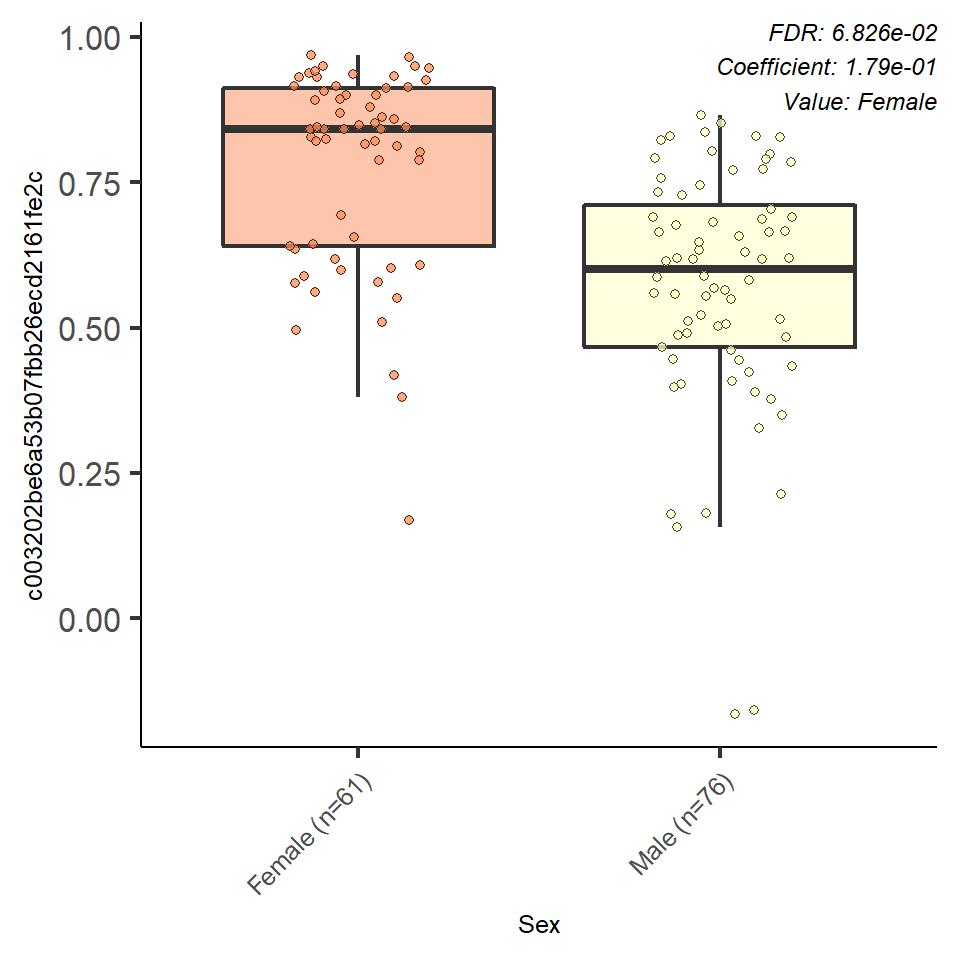 FDR: 6.826e-02
Coefficient: 1.79e-01
Value: Female
1.00
0.75
0.50
0.25
0.00
c003202be6a53b07fbb26ecd2161fe2c
Female (n=61)
Male (n=76)
Sex